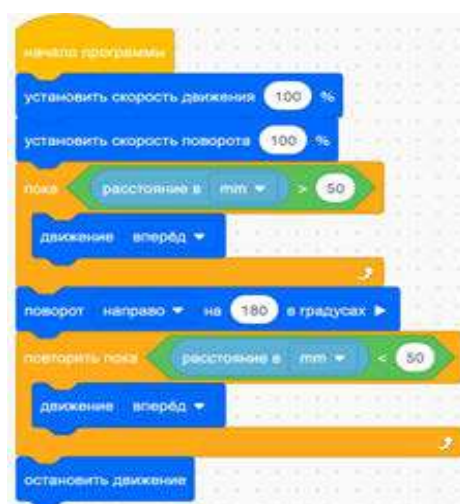 начало программы
установить скорость движения 100 %
установить скорость поворота 100 %
пока расстояние в mm > 50
движение вперёд
поворот направо на 180 в градусах
повторить пока расстояние в mm < 50
движение вперёд
остановить движение